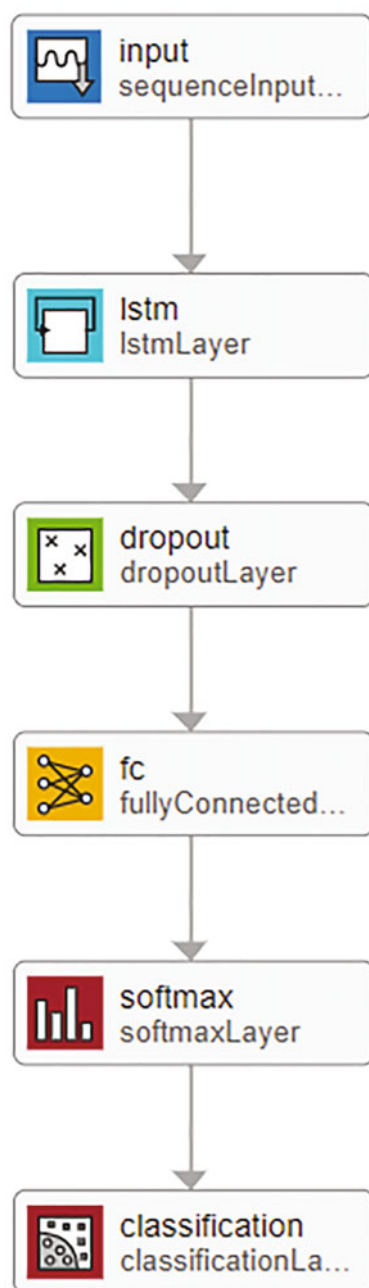 input
sequenceInput...
lstm
lstmLayer
dropout
dropoutLayer
fc
fullyConnected...
softmax
softmaxLayer
classification
classificationLa...